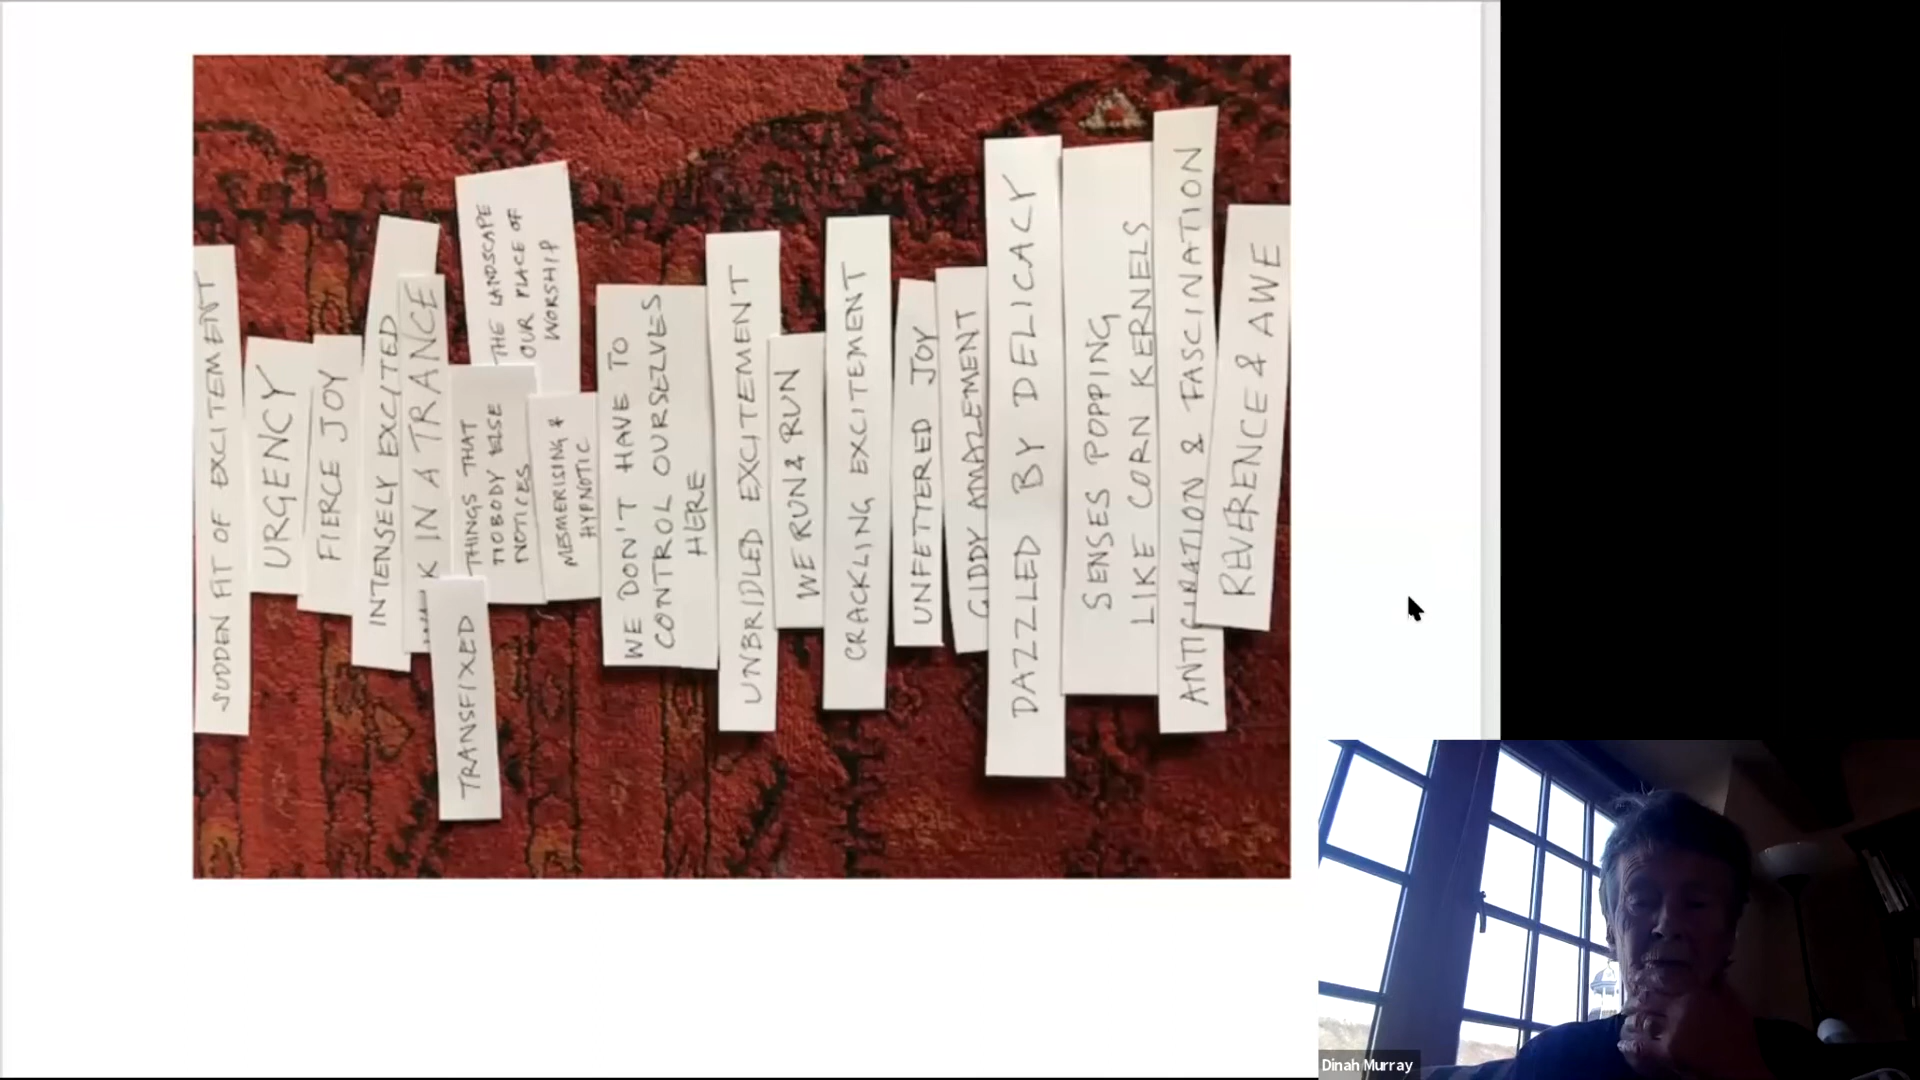 SUDDEN FIT OF EXCITEMENT
URGENCY
FIERCE JOY
INTENSELY EXCITED
IN A TRANCE
TRANSFIXED
THE LANDSCAPE
OUR PLACE OF
WORSHIP
THINGS THAT
NOBODY ELSE
NOTICES
MESMERISING &
HYPNOTIC
WE DON'T HAVE TO
CONTROL OURSELVES
HERE
UNBRIDLED EXCITEMENT
WE RUN & RUN
CRACKLING EXCITEMENT
UNFETTERED JOY
GIDDY AMAZEMENT
DAZZLED BY DELICACY
SENSES POPPING
LIKE CORN KERNELS
ANTICIPATION & FASCINATION
REVERENCE & AWE
Dinah Murray